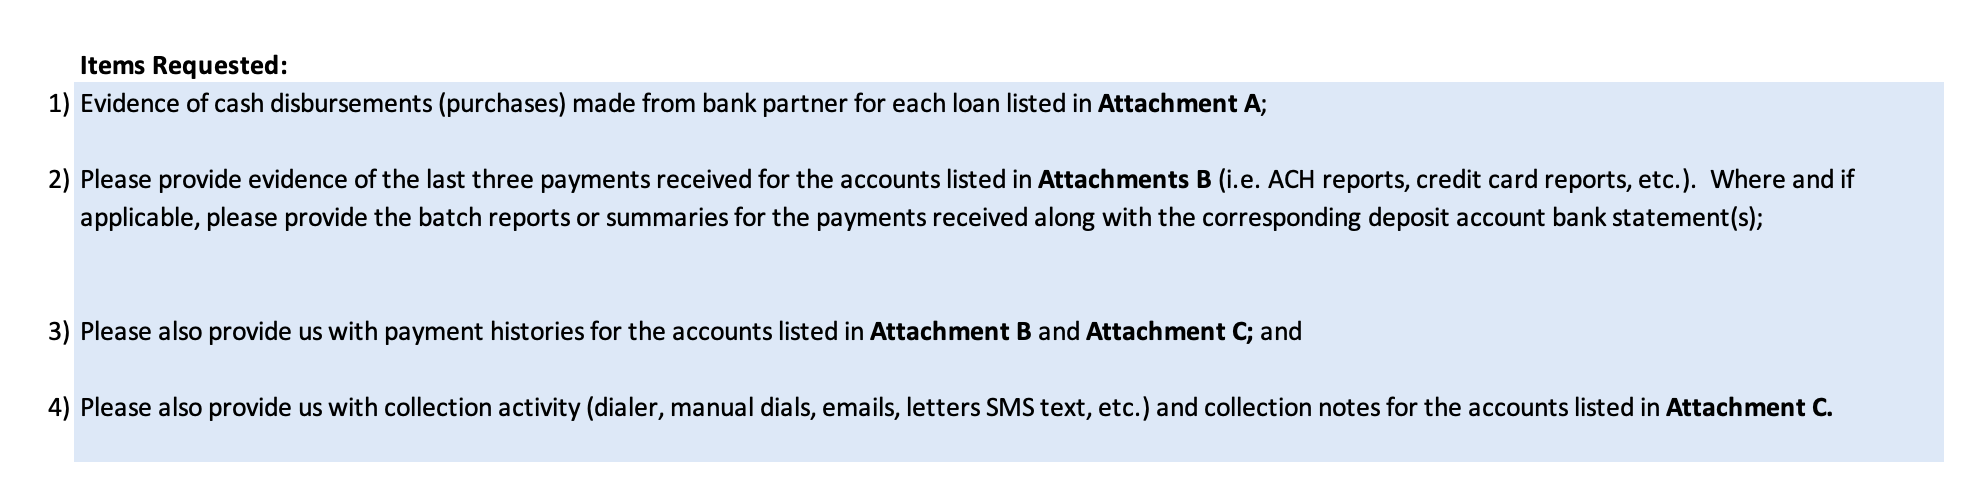 Items Requested:
1) Evidence of cash disbursements (purchases) made from bank partner for each loan listed in Attachment A;
2) Please provide evidence of the last three payments received for the accounts listed in Attachments B (i.e. ACH reports, credit card reports, etc.).  Where and if
applicable, please provide the batch reports or summaries for the payments received along with the corresponding deposit account bank statement(s);
3) Please also provide us with payment histories for the accounts listed in Attachment B and Attachment C; and
4) Please also provide us with collection activity (dialer, manual dials, emails, letters SMS text, etc.) and collection notes for the accounts listed in Attachment C.